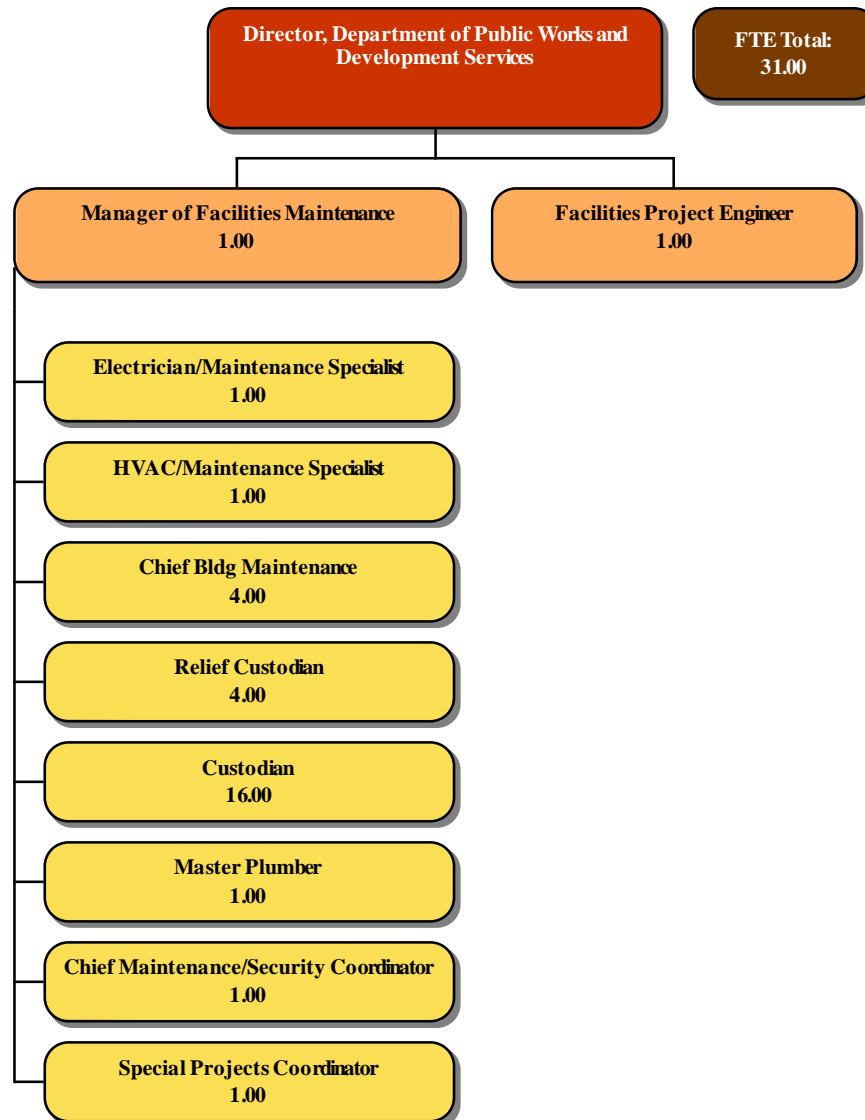 Director, Department of Public Works and
Development Services
FTE Total:
31.00
Manager of Facilities Maintenance
1.00
Facilities Project Engineer
1.00
Electrician/Maintenance Specialist
1.00
HVAC/Maintenance Specialist
1.00
Chief Bldg Maintenance
4.00
Relief Custodian
4.00
Custodian
16.00
Master Plumber
1.00
Chief Maintenance/Security Coordinator
1.00
Special Projects Coordinator
1.00